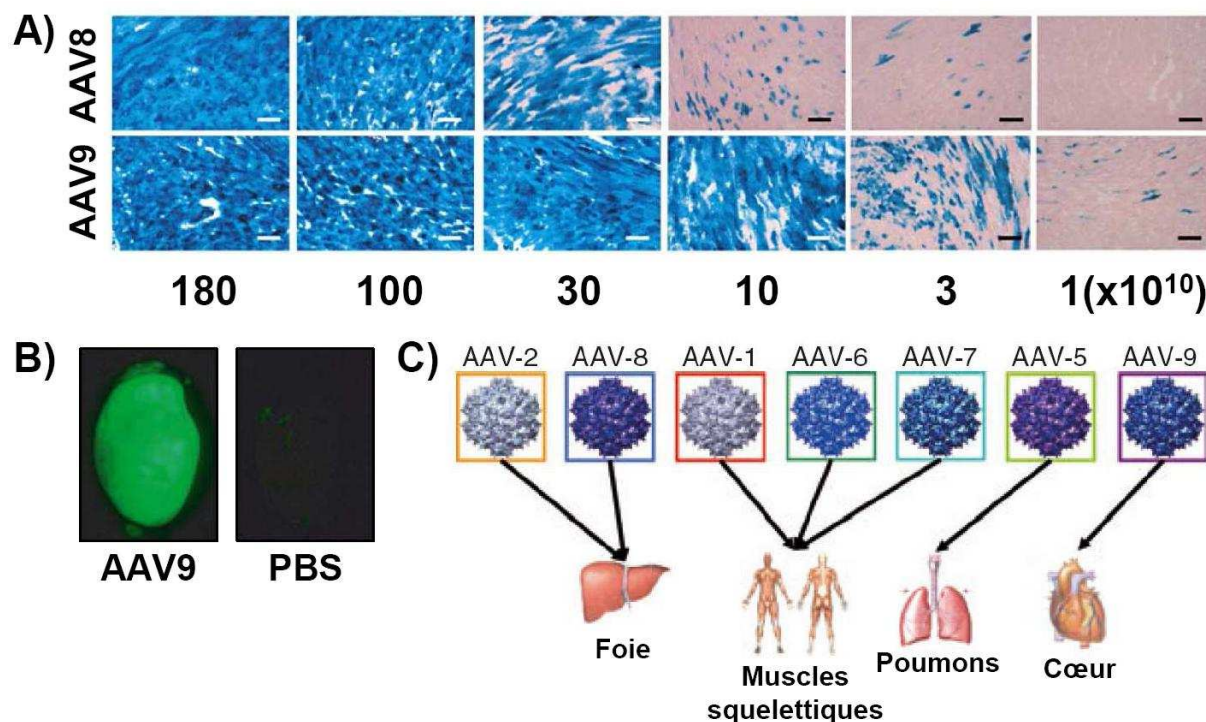 A)
AAV8
AAV9
180 100 30 10 3 1(x10¹⁰)
B)
AAV9 PBS
C)
AAV-2 AAV-8 AAV-1 AAV-6 AAV-7 AAV-5 AAV-9
Foie
Muscles
squelettiques
Poumons
Cœur